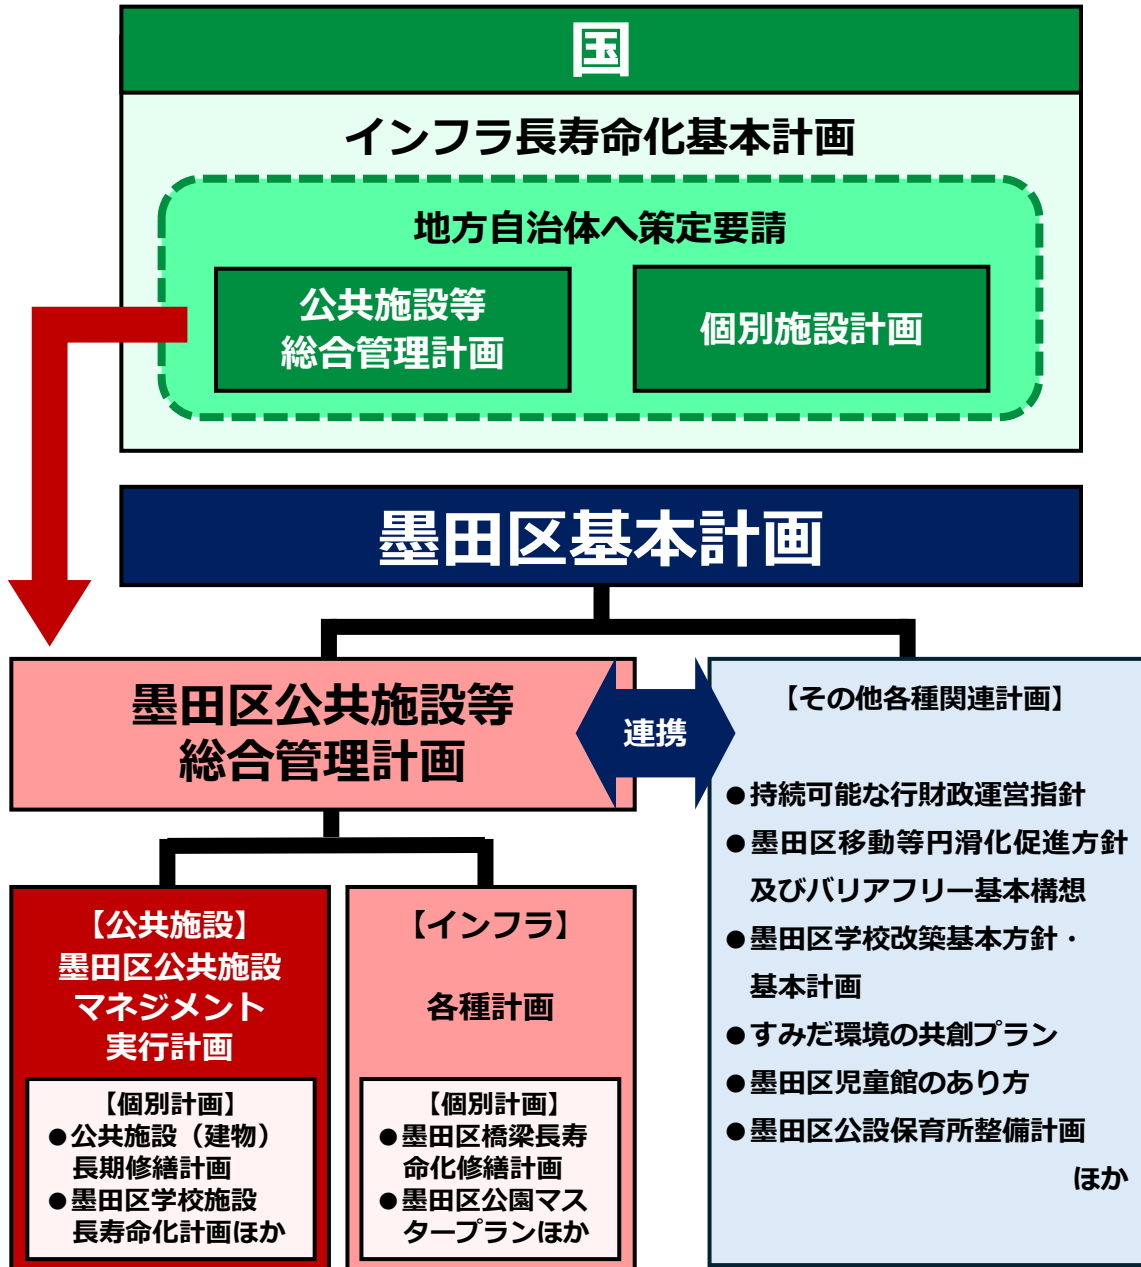 国
インフラ長寿命化基本計画
地方自治体へ策定要請
公共施設等
総合管理計画
個別施設計画
墨田区基本計画
墨田区公共施設等
総合管理計画
連携
【その他各種関連計画】
●持続可能な行財政運営指針
●墨田区移動等円滑化促進方針
及びバリアフリー基本構想
●墨田区学校改築基本方針・
基本計画
●すみだ環境の共創プラン
●墨田区児童館のあり方
●墨田区公設保育所整備計画
ほか
【公共施設】
墨田区公共施設
マネジメント
実行計画
【個別計画】
●公共施設（建物）
長期修繕計画
●墨田区学校施設
長寿命化計画ほか
【インフラ】
各種計画
【個別計画】
●墨田区橋梁長寿
命化修繕計画
●墨田区公園マス
タープランほか